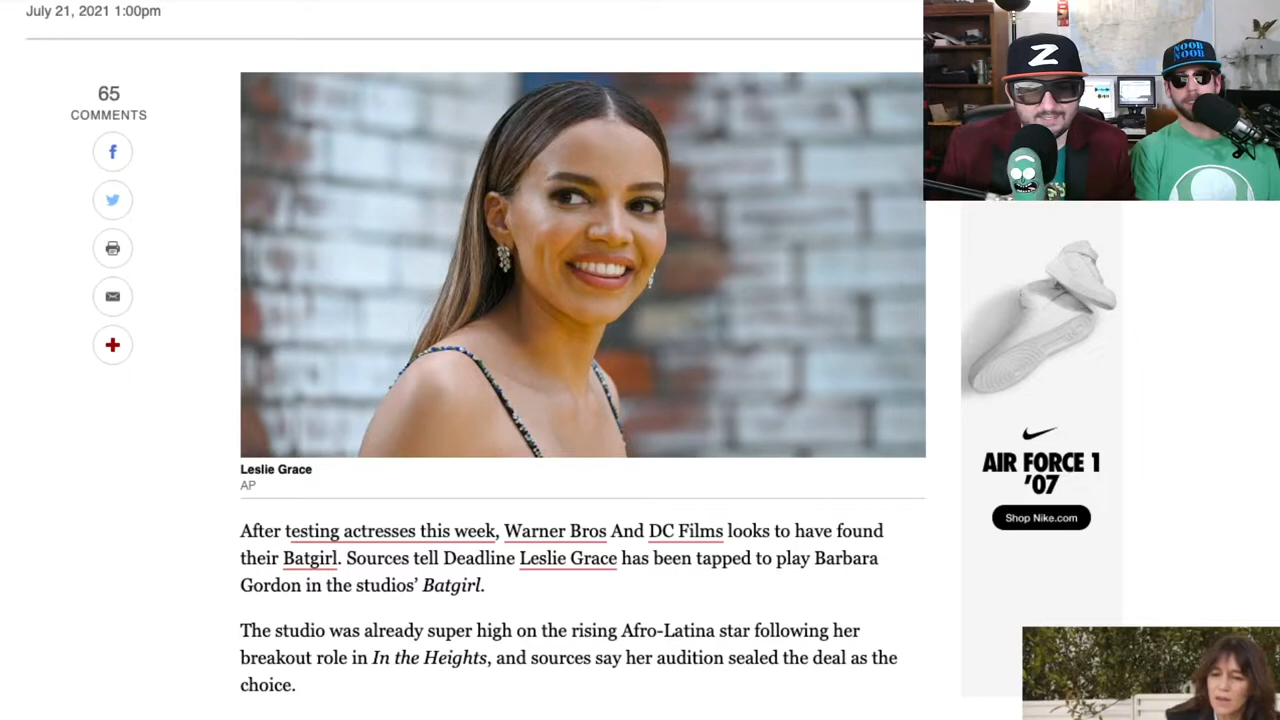 July 21, 2021 1:00pm
65
COMMENTS
Z
NOOB
NOOB
Leslie Grace
AP
After testing actresses this week, Warner Bros And DC Films looks to have found
their Batgirl. Sources tell Deadline Leslie Grace has been tapped to play Barbara
Gordon in the studios’ Batgirl.
The studio was already super high on the rising Afro-Latina star following her
breakout role in In the Heights, and sources say her audition sealed the deal as the
choice.
AIR FORCE 1
’07
Shop Nike.com